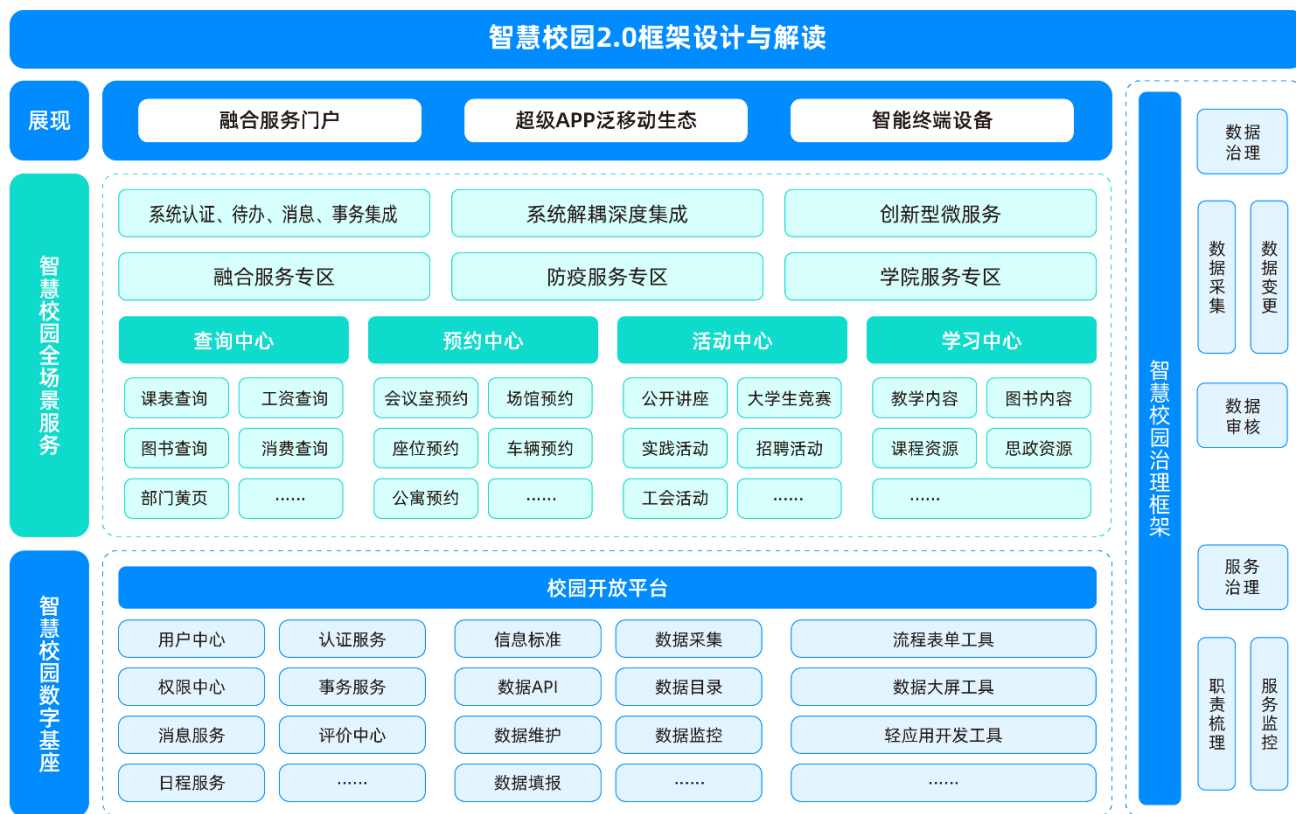 智慧校园2.0框架设计与解读
展现
融合服务门户
超级APP泛移动生态
智能终端设备
智慧校园全场景服务
系统认证、待办、消息、事务集成
系统解耦深度集成
创新型微服务
融合服务专区
防疫服务专区
学院服务专区
查询中心
预约中心
活动中心
学习中心
课表查询
工资查询
会议室预约
场馆预约
公开讲座
大学生竞赛
教学内容
图书内容
图书查询
消费查询
座位预约
车辆预约
实践活动
招聘活动
课程资源
思政资源
部门黄页
······
公寓预约
······
工会活动
······
······
智慧校园数字基座
校园开放平台
用户中心
认证服务
信息标准
数据采集
流程表单工具
权限中心
事务服务
数据API
数据目录
数据大屏工具
消息服务
评价中心
数据维护
数据监控
轻应用开发工具
日程服务
······
数据填报
······
······
智慧校园治理框架
数据
治理
数据采集
数据变更
数据
审核
服务
治理
职责梳理
服务监控